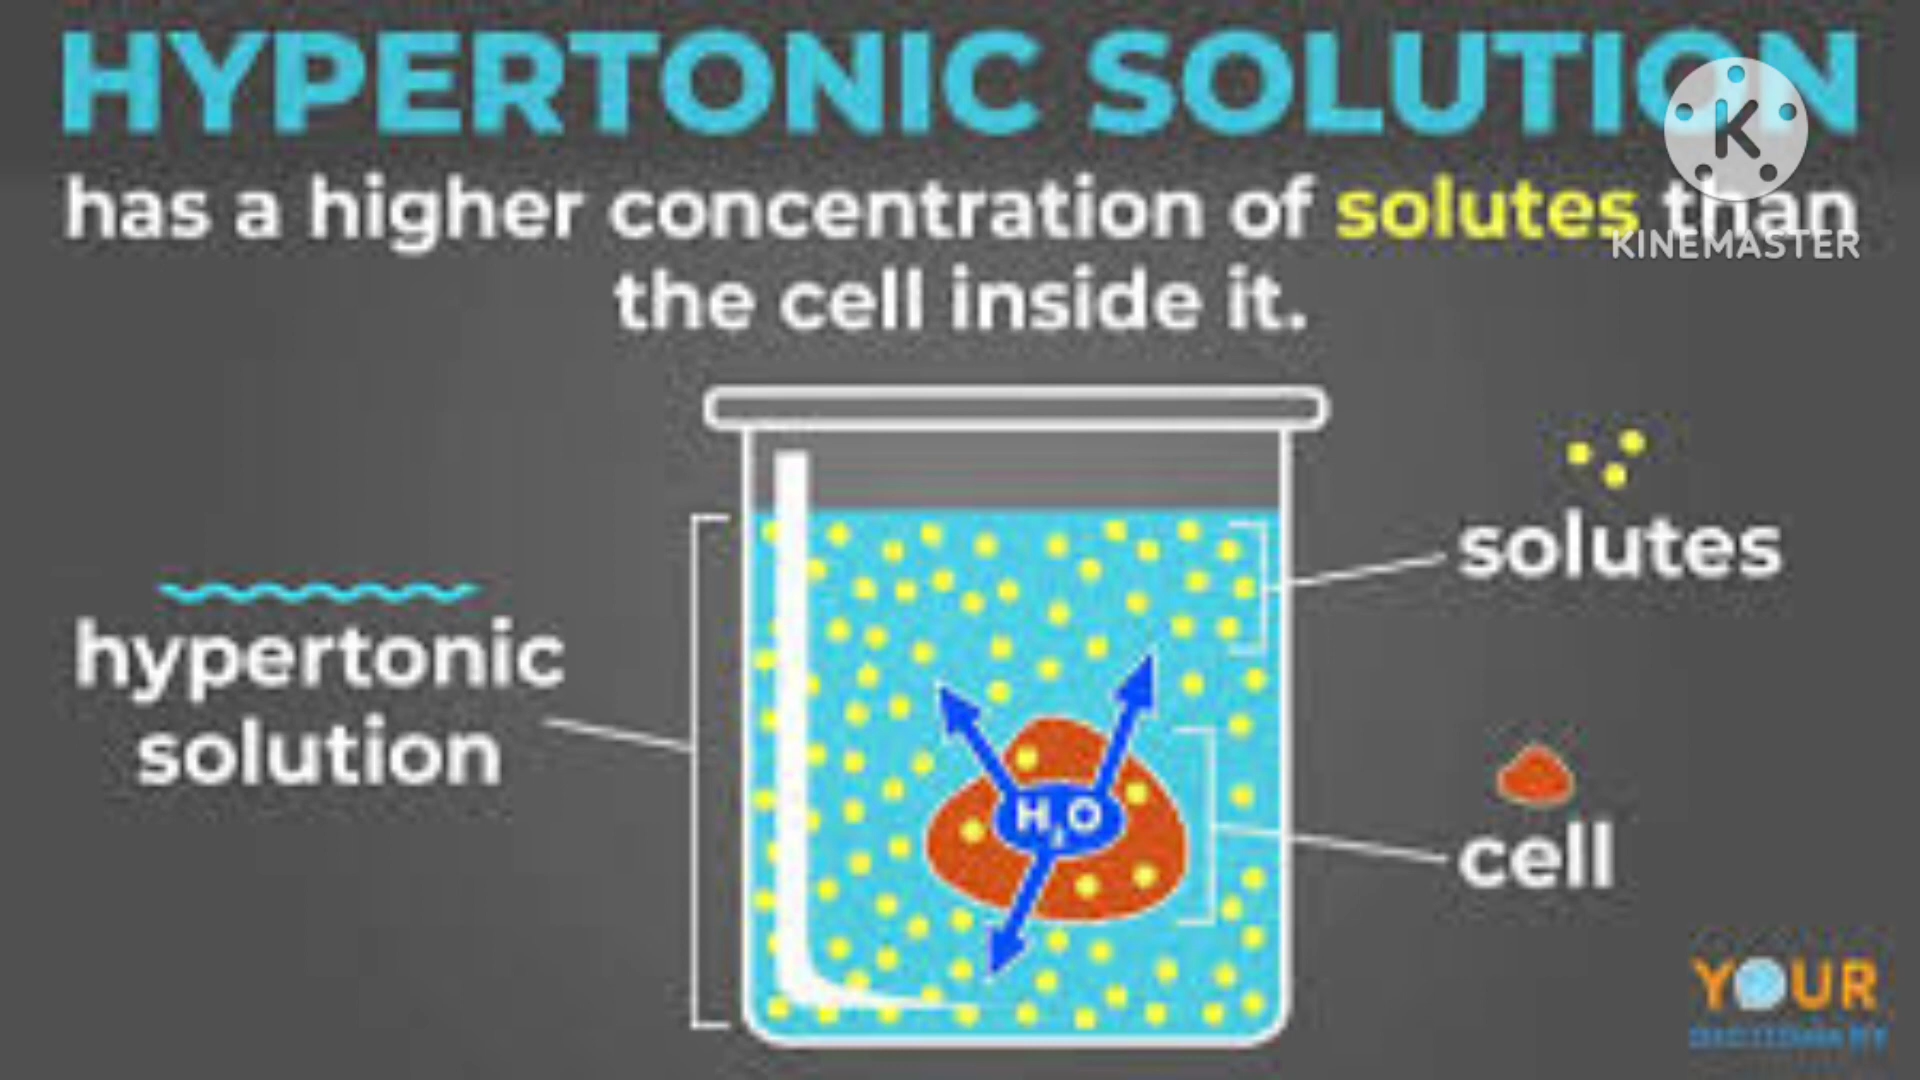 HYPERTONIC SOLUTION
has a higher concentration of solutes than
the cell inside it.
K
KINEMASTER
solutes
hypertonic
solution
H₂O
cell
YOUR
DICTIONARY